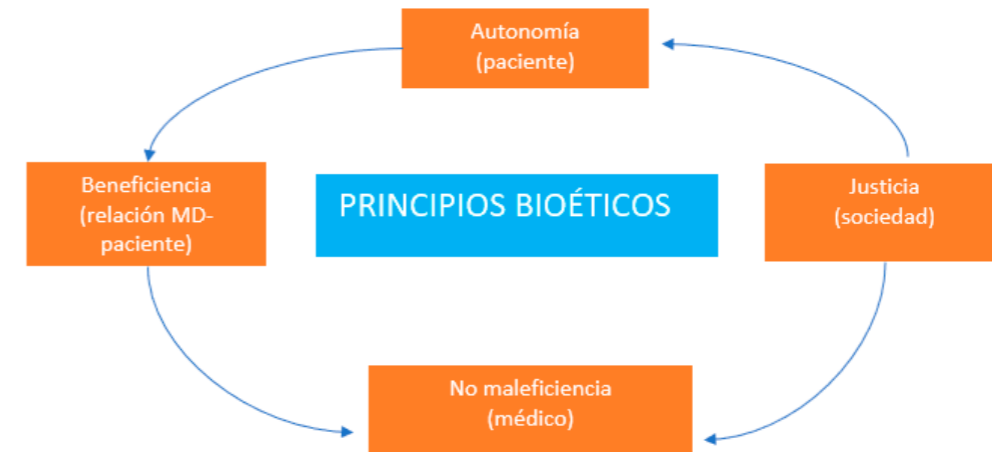 Autonomía
(paciente)
Beneficiencia
(relación MD-
paciente)
PRINCIPIOS BIOÉTICOS
Justicia
(sociedad)
No maleficiencia
(médico)